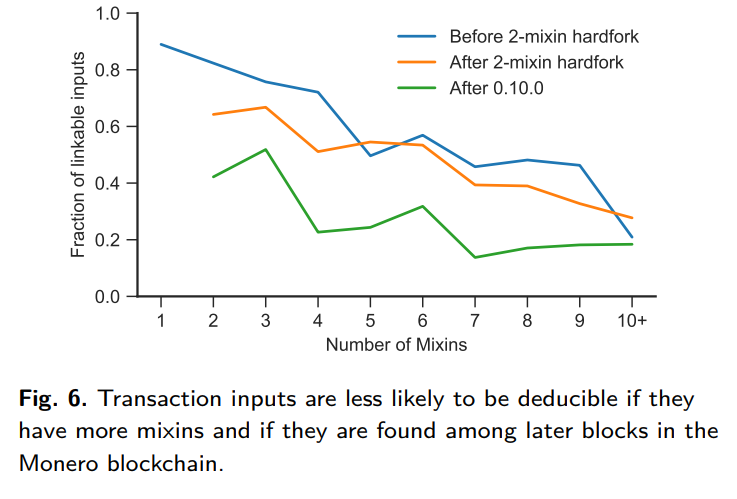 1.0
0.8
0.6
0.4
0.2
0.0
Fraction of linkable inputs
Before 2-mixin hardfork
After 2-mixin hardfork
After 0.10.0
1 2 3 4 5 6 7 8 9 10+
Number of Mixins
Fig. 6. Transaction inputs are less likely to be deducible if they
have more mixins and if they are found among later blocks in the
Monero blockchain.